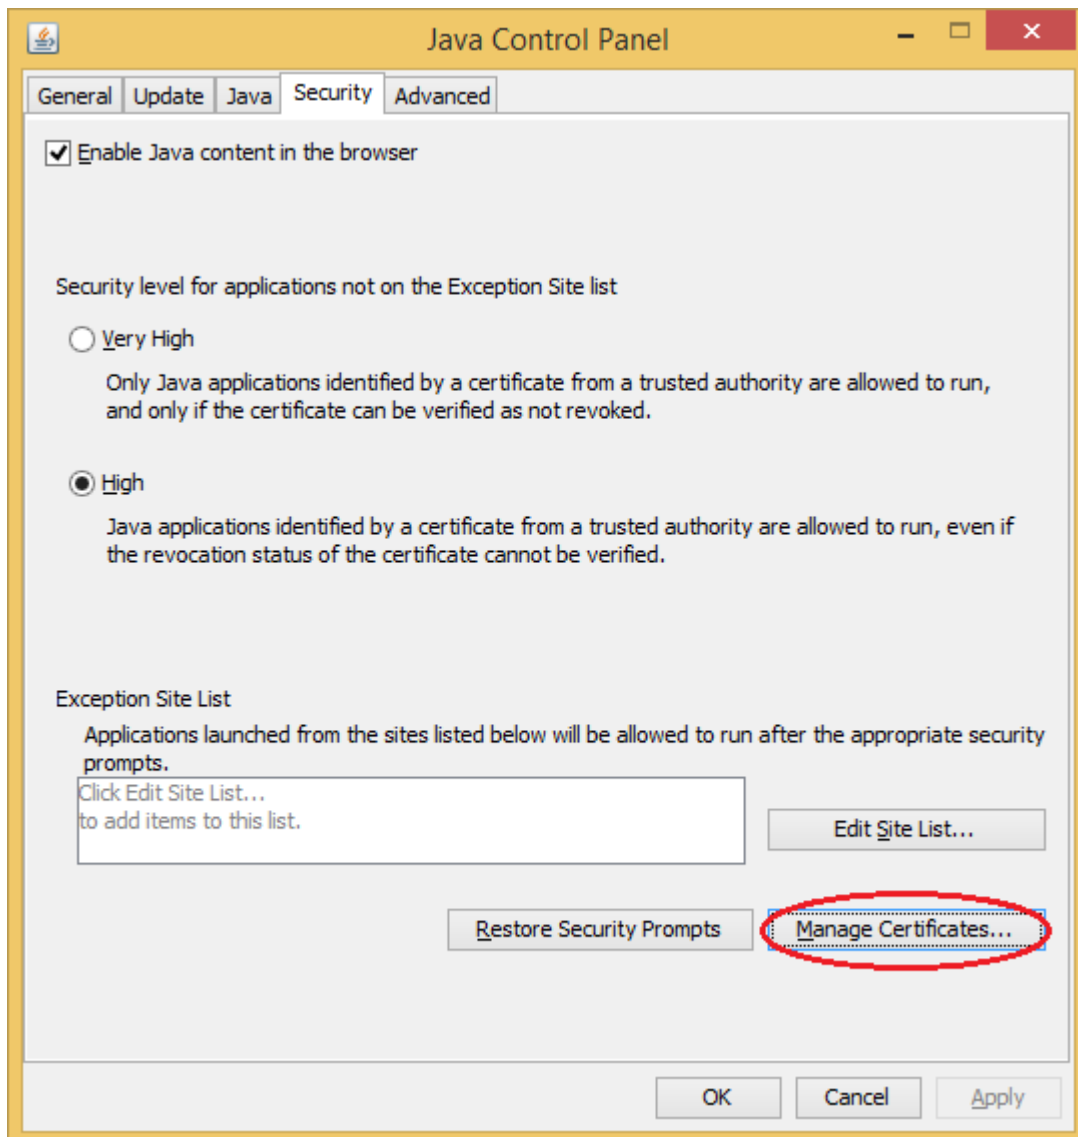 Java Control Panel
General Update Java Security Advanced
Enable Java content in the browser
Security level for applications not on the Exception Site list
Very High
Only Java applications identified by a certificate from a trusted authority are allowed to run,
and only if the certificate can be verified as not revoked.
High
Java applications identified by a certificate from a trusted authority are allowed to run, even if
the revocation status of the certificate cannot be verified.
Exception Site List
Applications launched from the sites listed below will be allowed to run after the appropriate security
prompts.
Click Edit Site List...
to add items to this list.
Edit Site List...
Restore Security Prompts Manage Certificates...
OK Cancel Apply